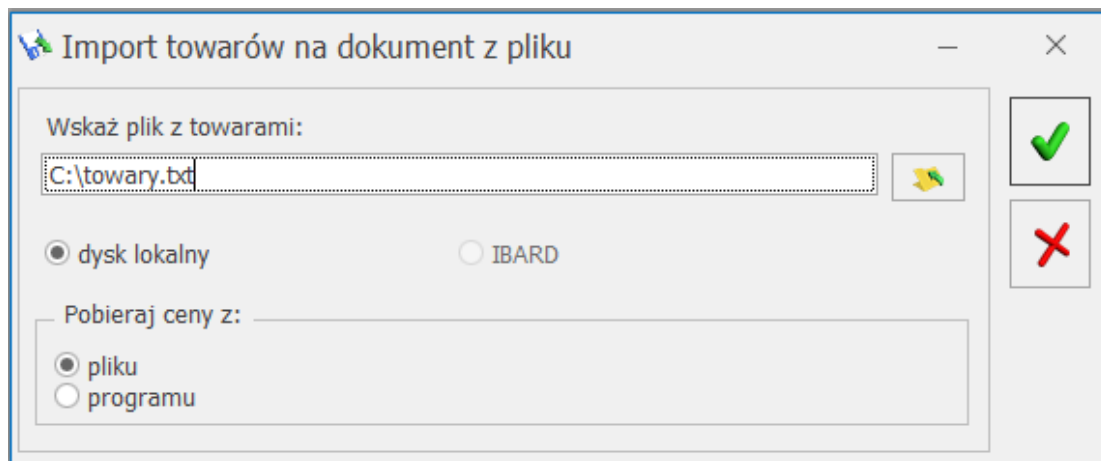 Import towarów na dokument z pliku
Wskaż plik z towarami:
C:\towary.txt
dysk lokalny IBARD
Pobieraj ceny z:
pliku
programu